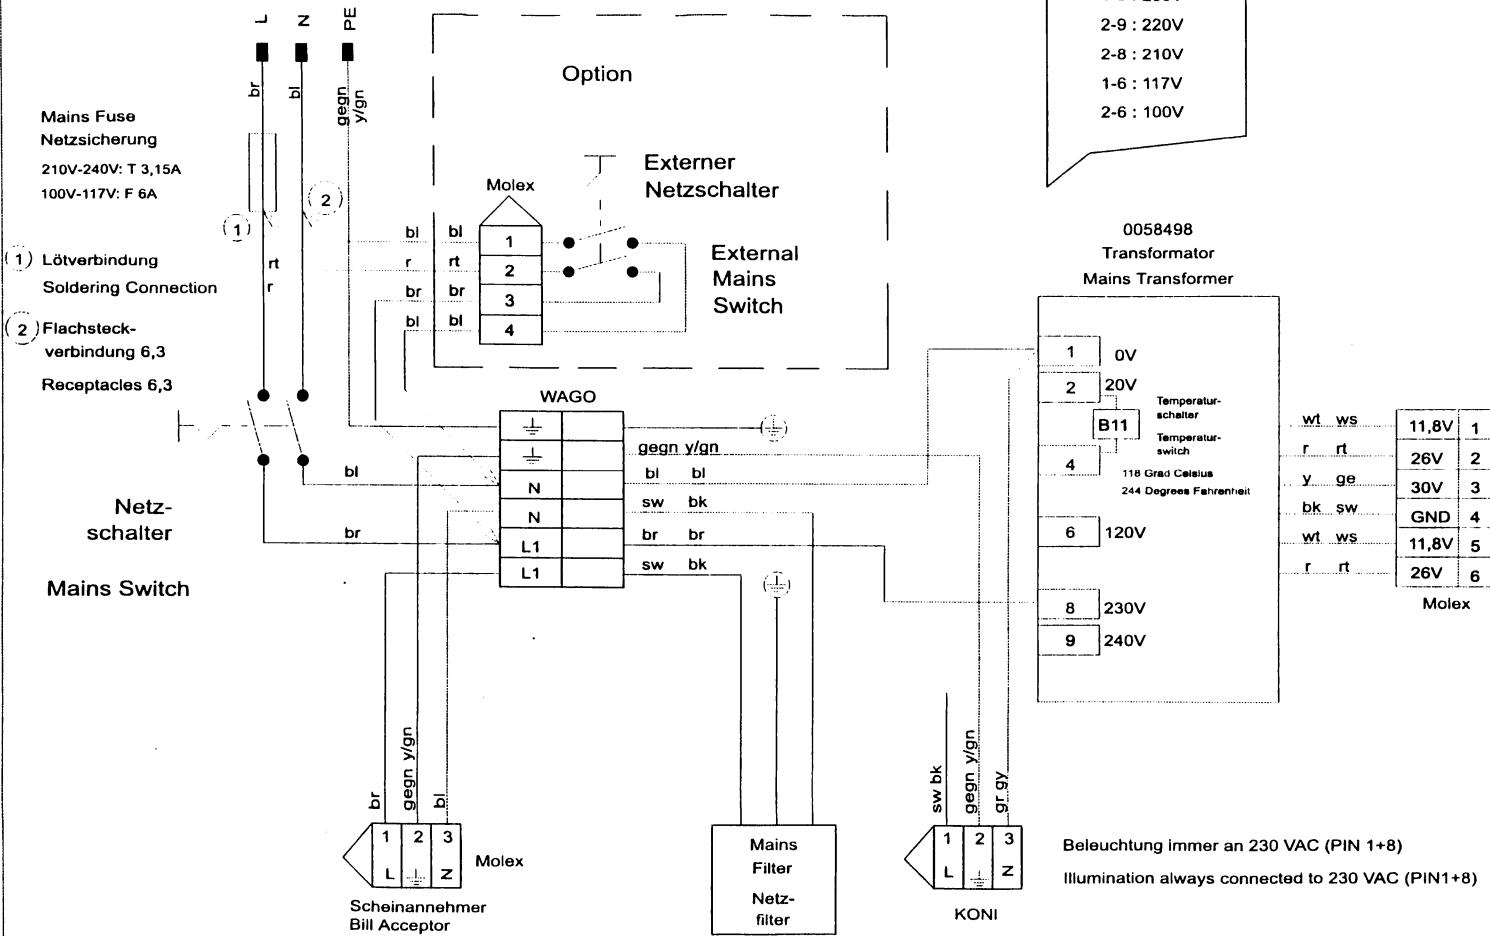 L N PE
br bl gegn y/gn
2-9 : 220V
2-8 : 210V
1-6 : 117V
2-6 : 100V
Option
Mains Fuse
Netzsicherung
210V-240V: T 3,15A
100V-117V: F 6A
1
2
1 Lötverbindung
Soldering Connection
rt
r
2 Flachsteck-
verbindung 6,3
Receptacles 6,3
Externer
Netzschalter
Molex
bl bl 1
r rt 2
br br 3
bl bl 4
External
Mains
Switch
0058498
Transformator
Mains Transformer
1 0V
2 20V
B11
Temperatur-
schalter
Temperatur-
switch
4
118 Grad Celsius
244 Degrees Fahrenheit
6 120V
8 230V
9 240V
wt ws 11,8V 1
r rt 26V 2
y ge 30V 3
bk sw GND 4
wt ws 11,8V 5
r rt 26V 6
Molex
WAGO
gegn y/gn
bl N bl bl
N sw bk
br L1 br br
L1 sw bk
Netz-
schalter
Mains Switch
br gegn y/gn bl
1 2 3
L N
Molex
Scheinannehmer
Bill Acceptor
Mains
Filter
Netz-
filter
sw bk gegn y/gn gr gy
1 2 3
L N
KONI
Beleuchtung immer an 230 VAC (PIN 1+8)
Illumination always connected to 230 VAC (PIN1+8)